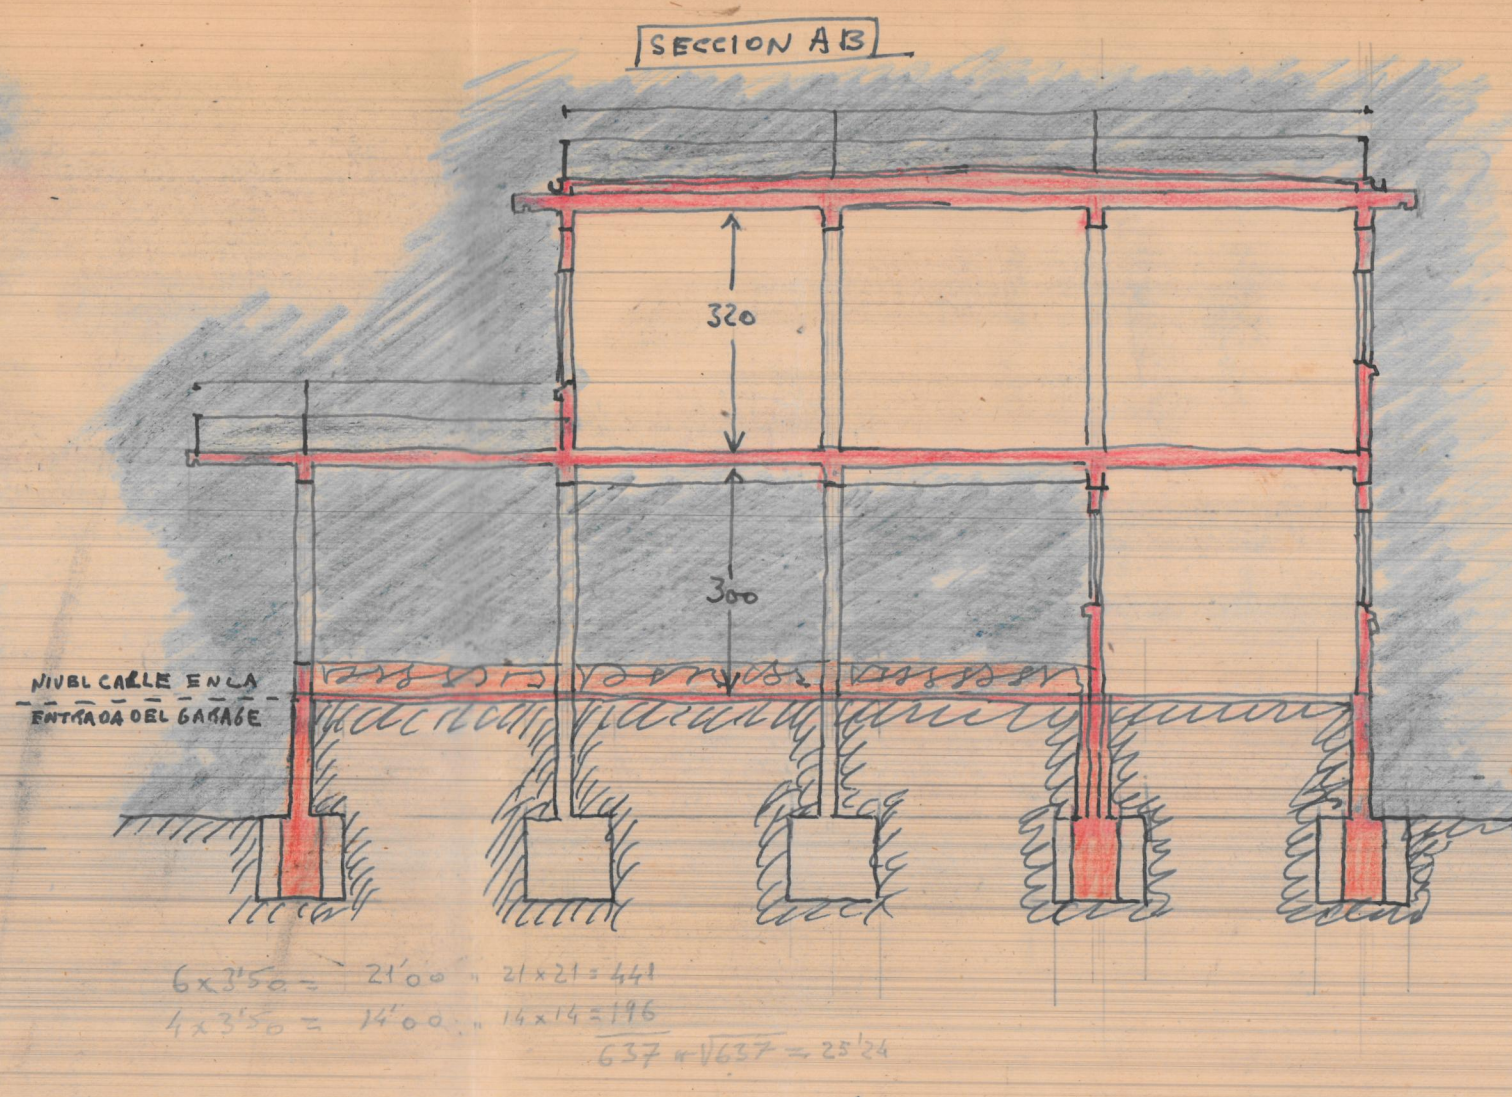 SECCION AB
320
300
NIVEL CALLE EN LA
ENTRADA DEL GARAGE
6x3'50 = 21'00 " 21x21 = 441
4x3'50 = 14'00 " 14x14 = 196
637 " √637 = 25'24